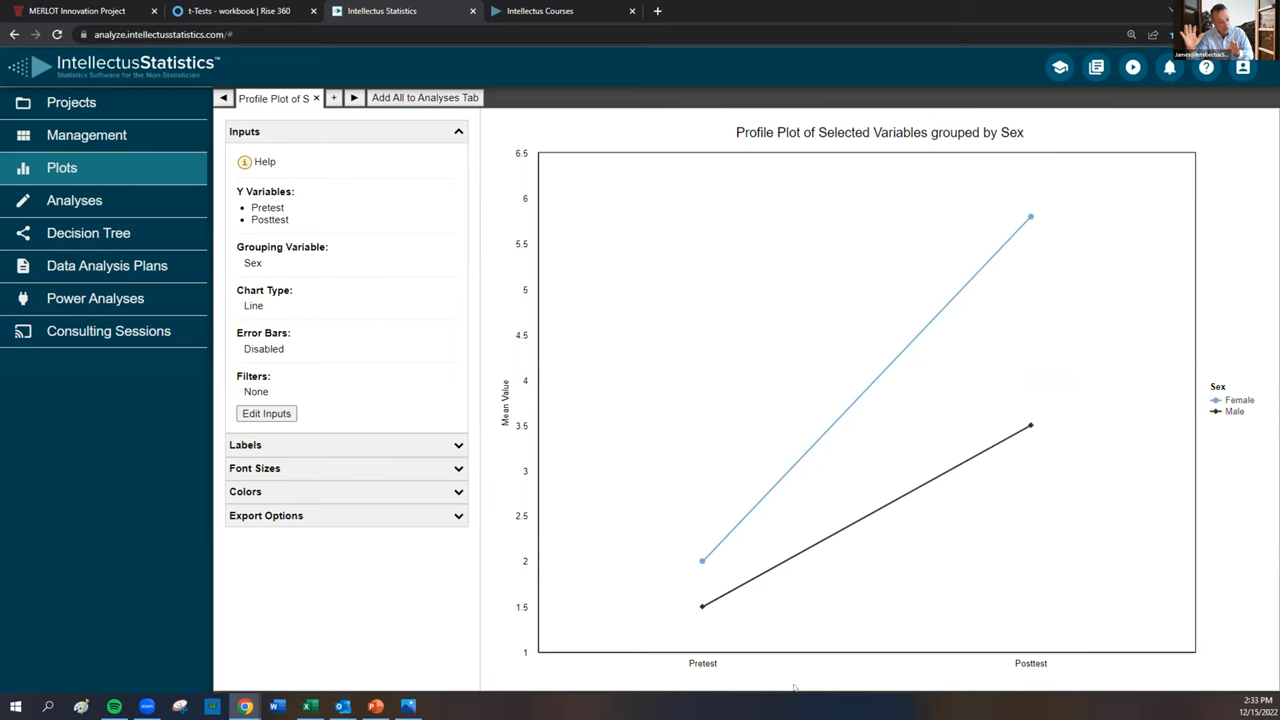 MERLOT Innovation Project
t-Tests - workbook | Rise 360
Intellectus Statistics
Intellectus Courses
analyze.intellectusstatistics.com/#
IntellectusStatistics™
Statistics Software for the Non-Statistician
Projects
Management
Plots
Analyses
Decision Tree
Data Analysis Plans
Power Analyses
Consulting Sessions
Profile Plot of S
Add All to Analyses Tab
Inputs
Help
Y Variables:
Pretest
Posttest
Grouping Variable:
Sex
Chart Type:
Line
Error Bars:
Disabled
Filters:
None
Edit Inputs
Labels
Font Sizes
Colors
Export Options
Profile Plot of Selected Variables grouped by Sex
6.5
6
5.5
5
4.5
4
3.5
3
2.5
2
1.5
1
Mean Value
Pretest
Posttest
Sex
Female
Male
2:33 PM
12/15/2022